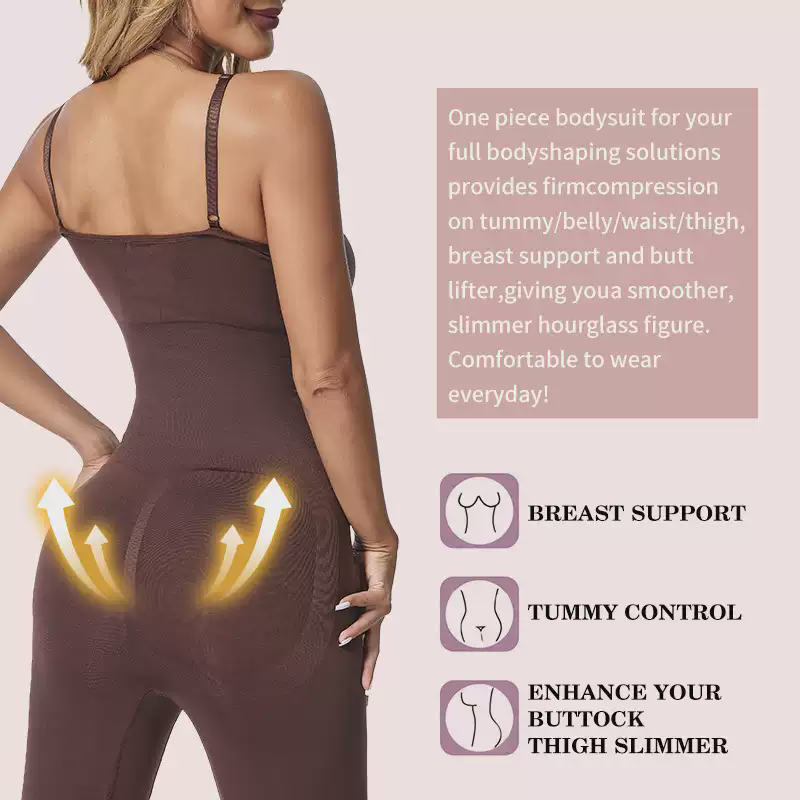 One piece bodysuit for your
full bodyshaping solutions
provides firmcompression
on tummy/belly/waist/thigh,
breast support and butt
lifter,giving youa smoother,
slimmer hourglass figure.
Comfortable to wear
everyday!
BREAST SUPPORT
TUMMY CONTROL
ENHANCE YOUR
BUTTOCK
THIGH SLIMMER